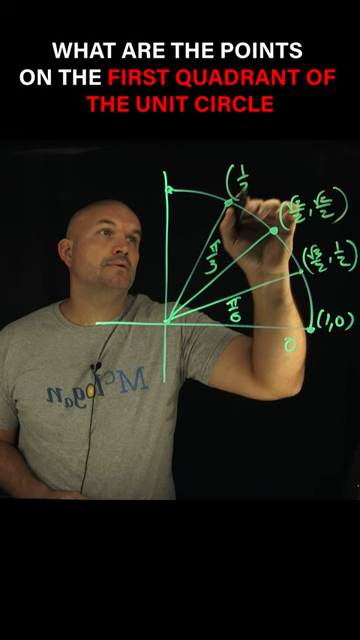 WHAT ARE THE POINTS
ON THE FIRST QUADRANT OF
THE UNIT CIRCLE
(1/2
(√2/2, √2/2)
π/3
(√3/2, 1/2)
π/6
(1,0)
0
McLogan